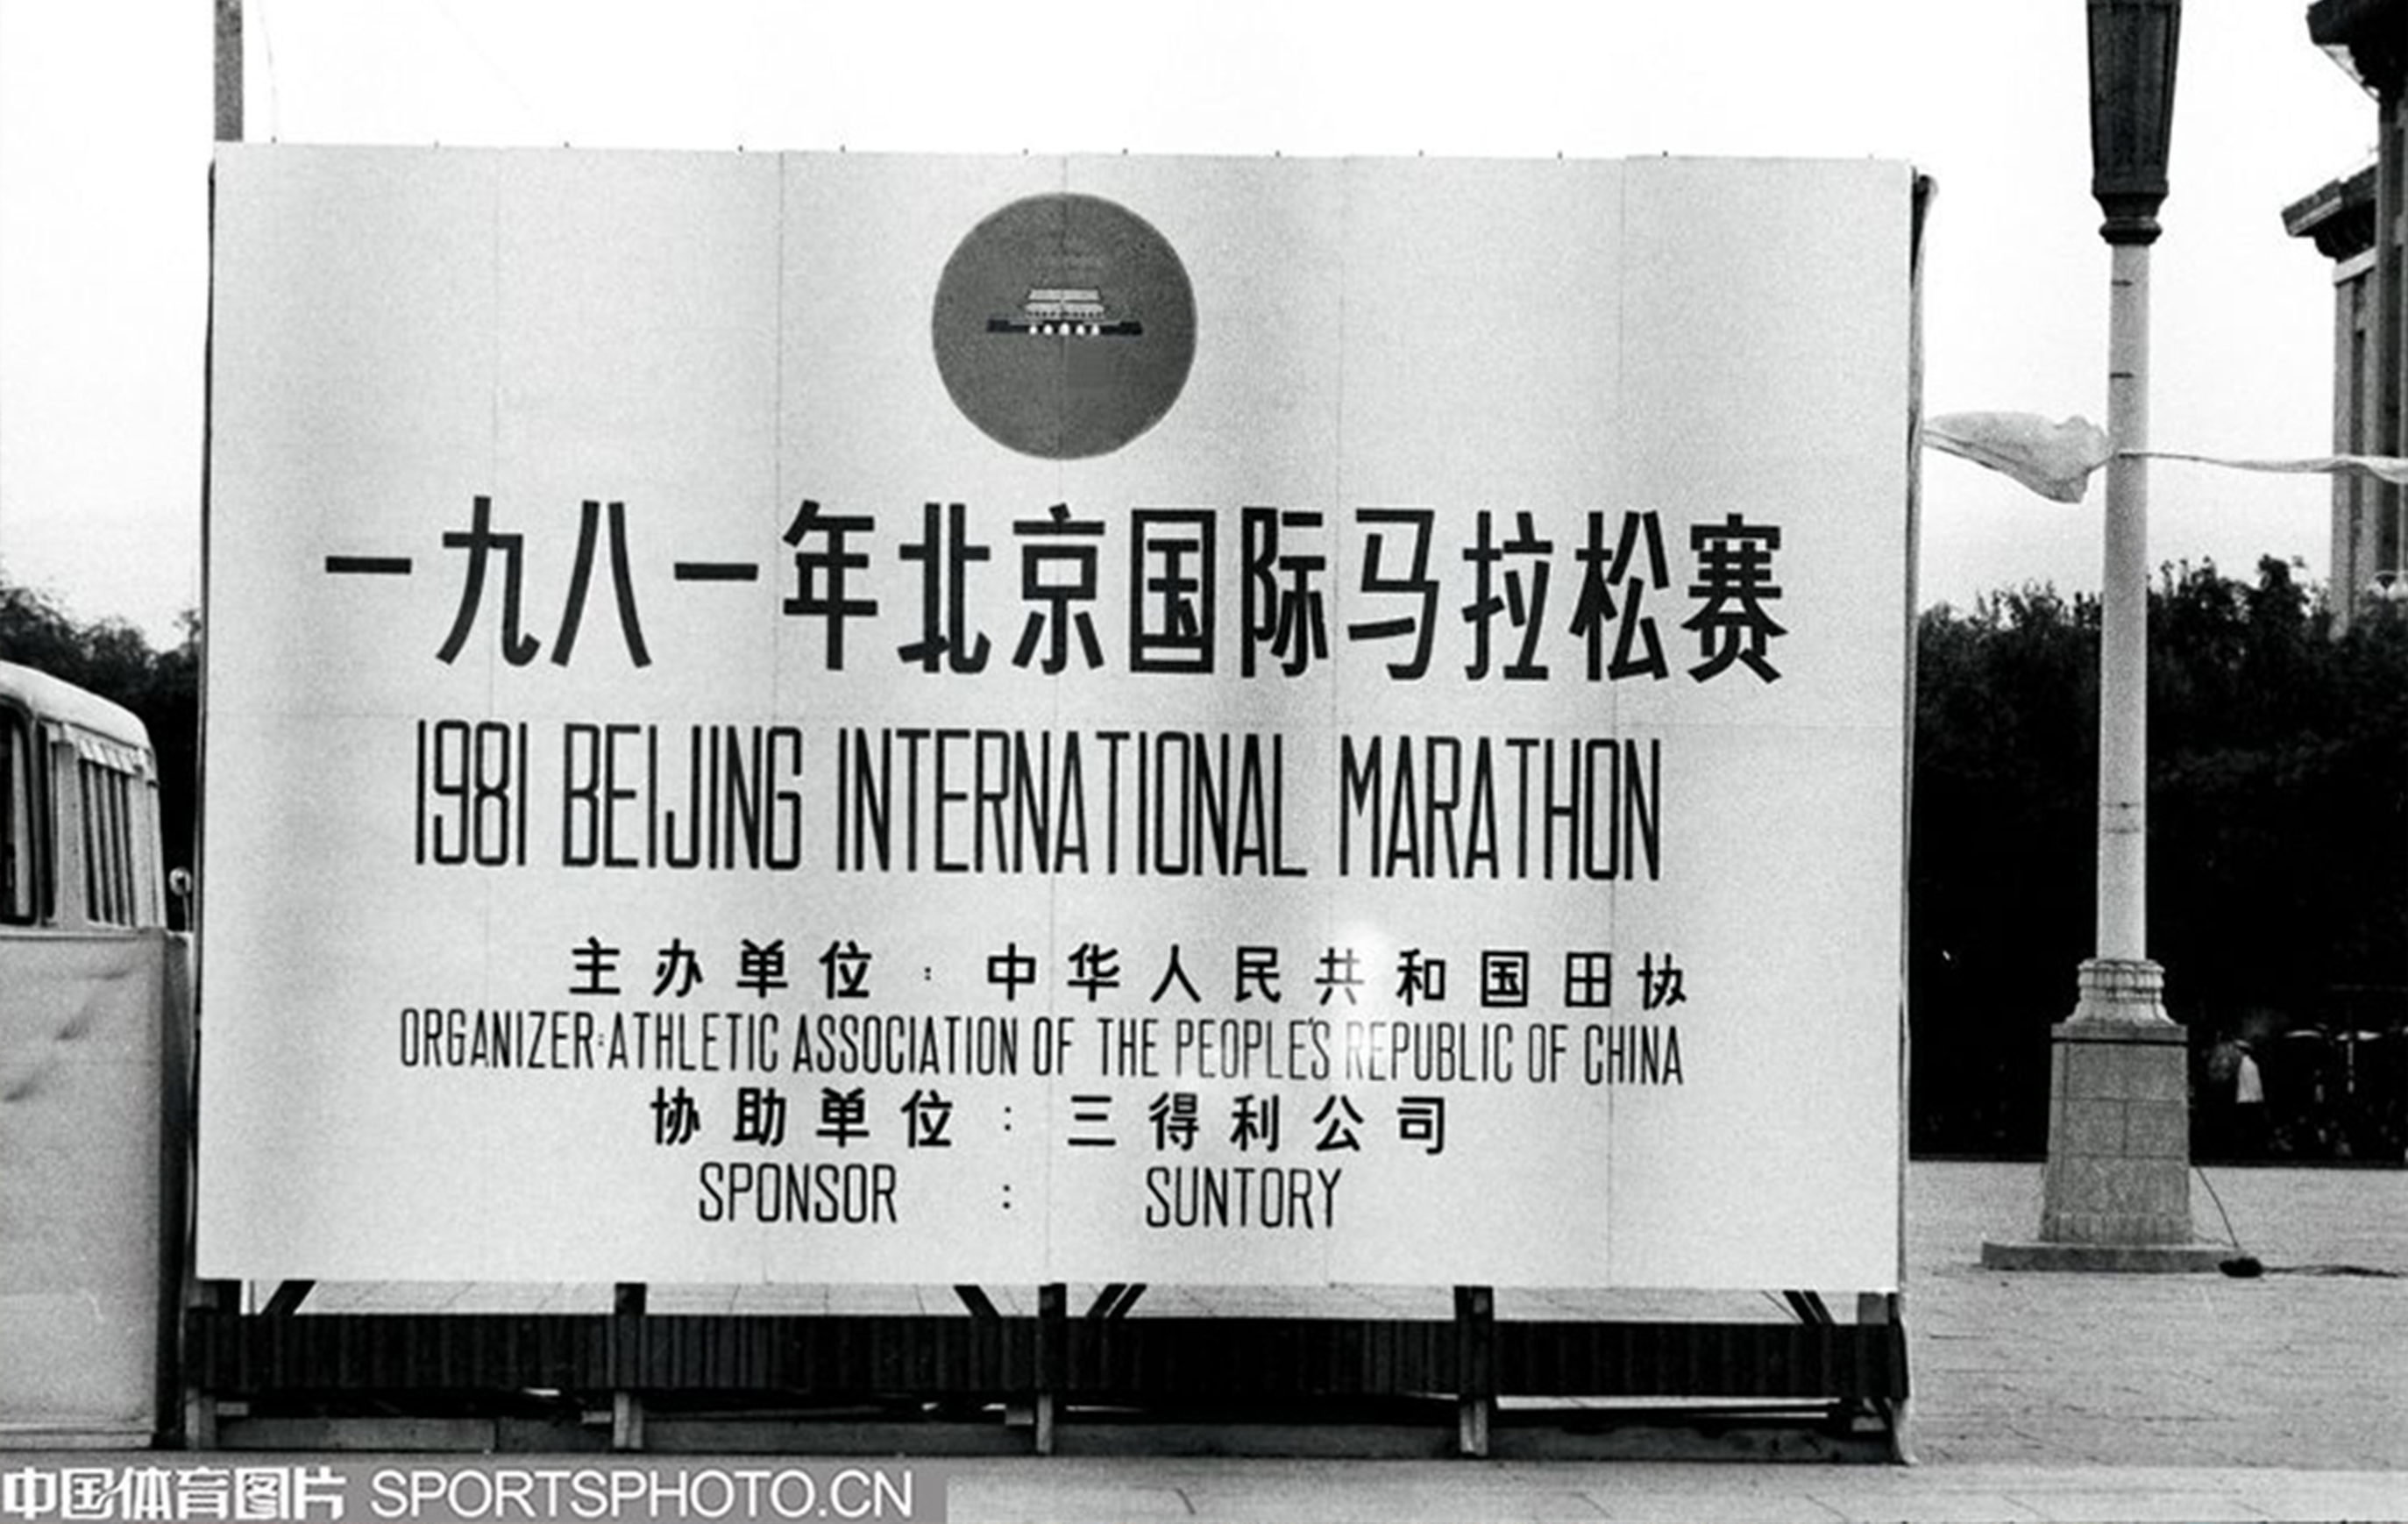 一九八一年北京国际马拉松赛
1981 BEIJING INTERNATIONAL MARATHON
主办单位：中华人民共和国田协
ORGANIZER:ATHLETIC ASSOCIATION OF THE PEOPLE'S REPUBLIC OF CHINA
协助单位：三得利公司
SPONSOR : SUNTORY
中国体育图片 SPORTSPHOTO.CN